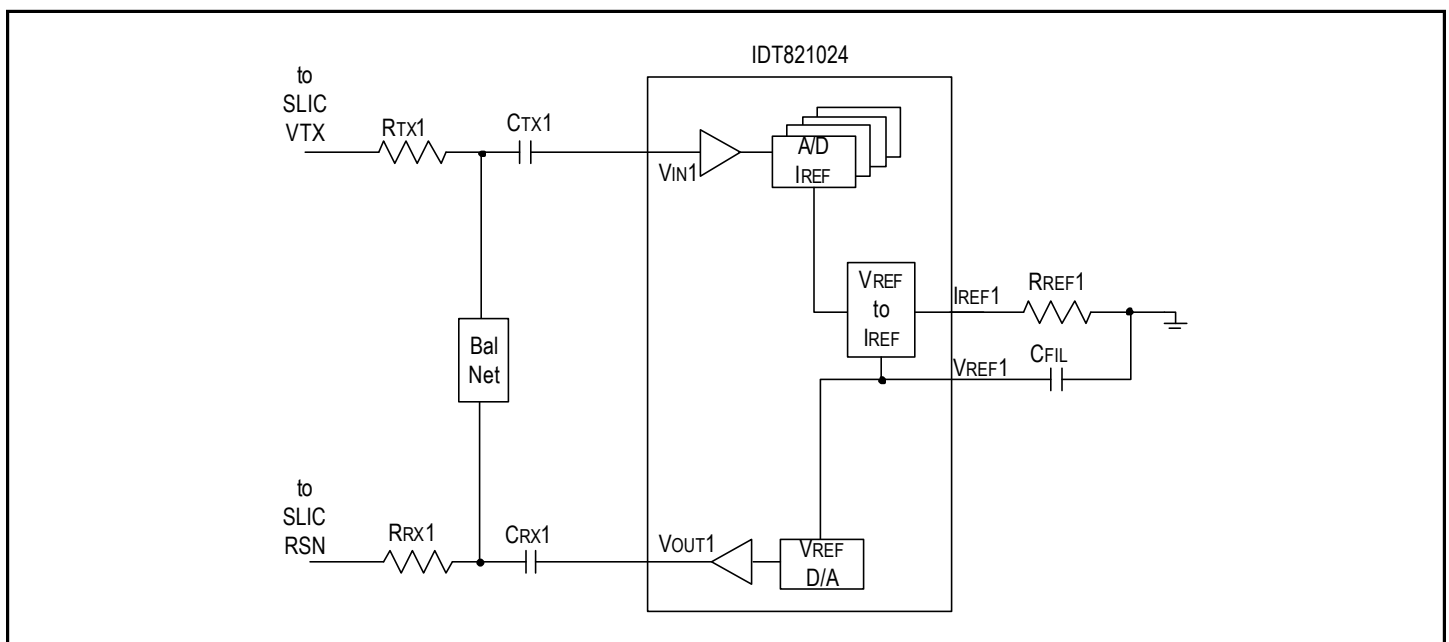 IDT821024
to
SLIC
VTX
RTX1
CTX1
VIN1
A/D
IREF
VREF
to
IREF
IREF1
RREF1
CFIL
VREF1
Bal
Net
to
SLIC
RSN
RRX1
CRX1
VOUT1
VREF
D/A